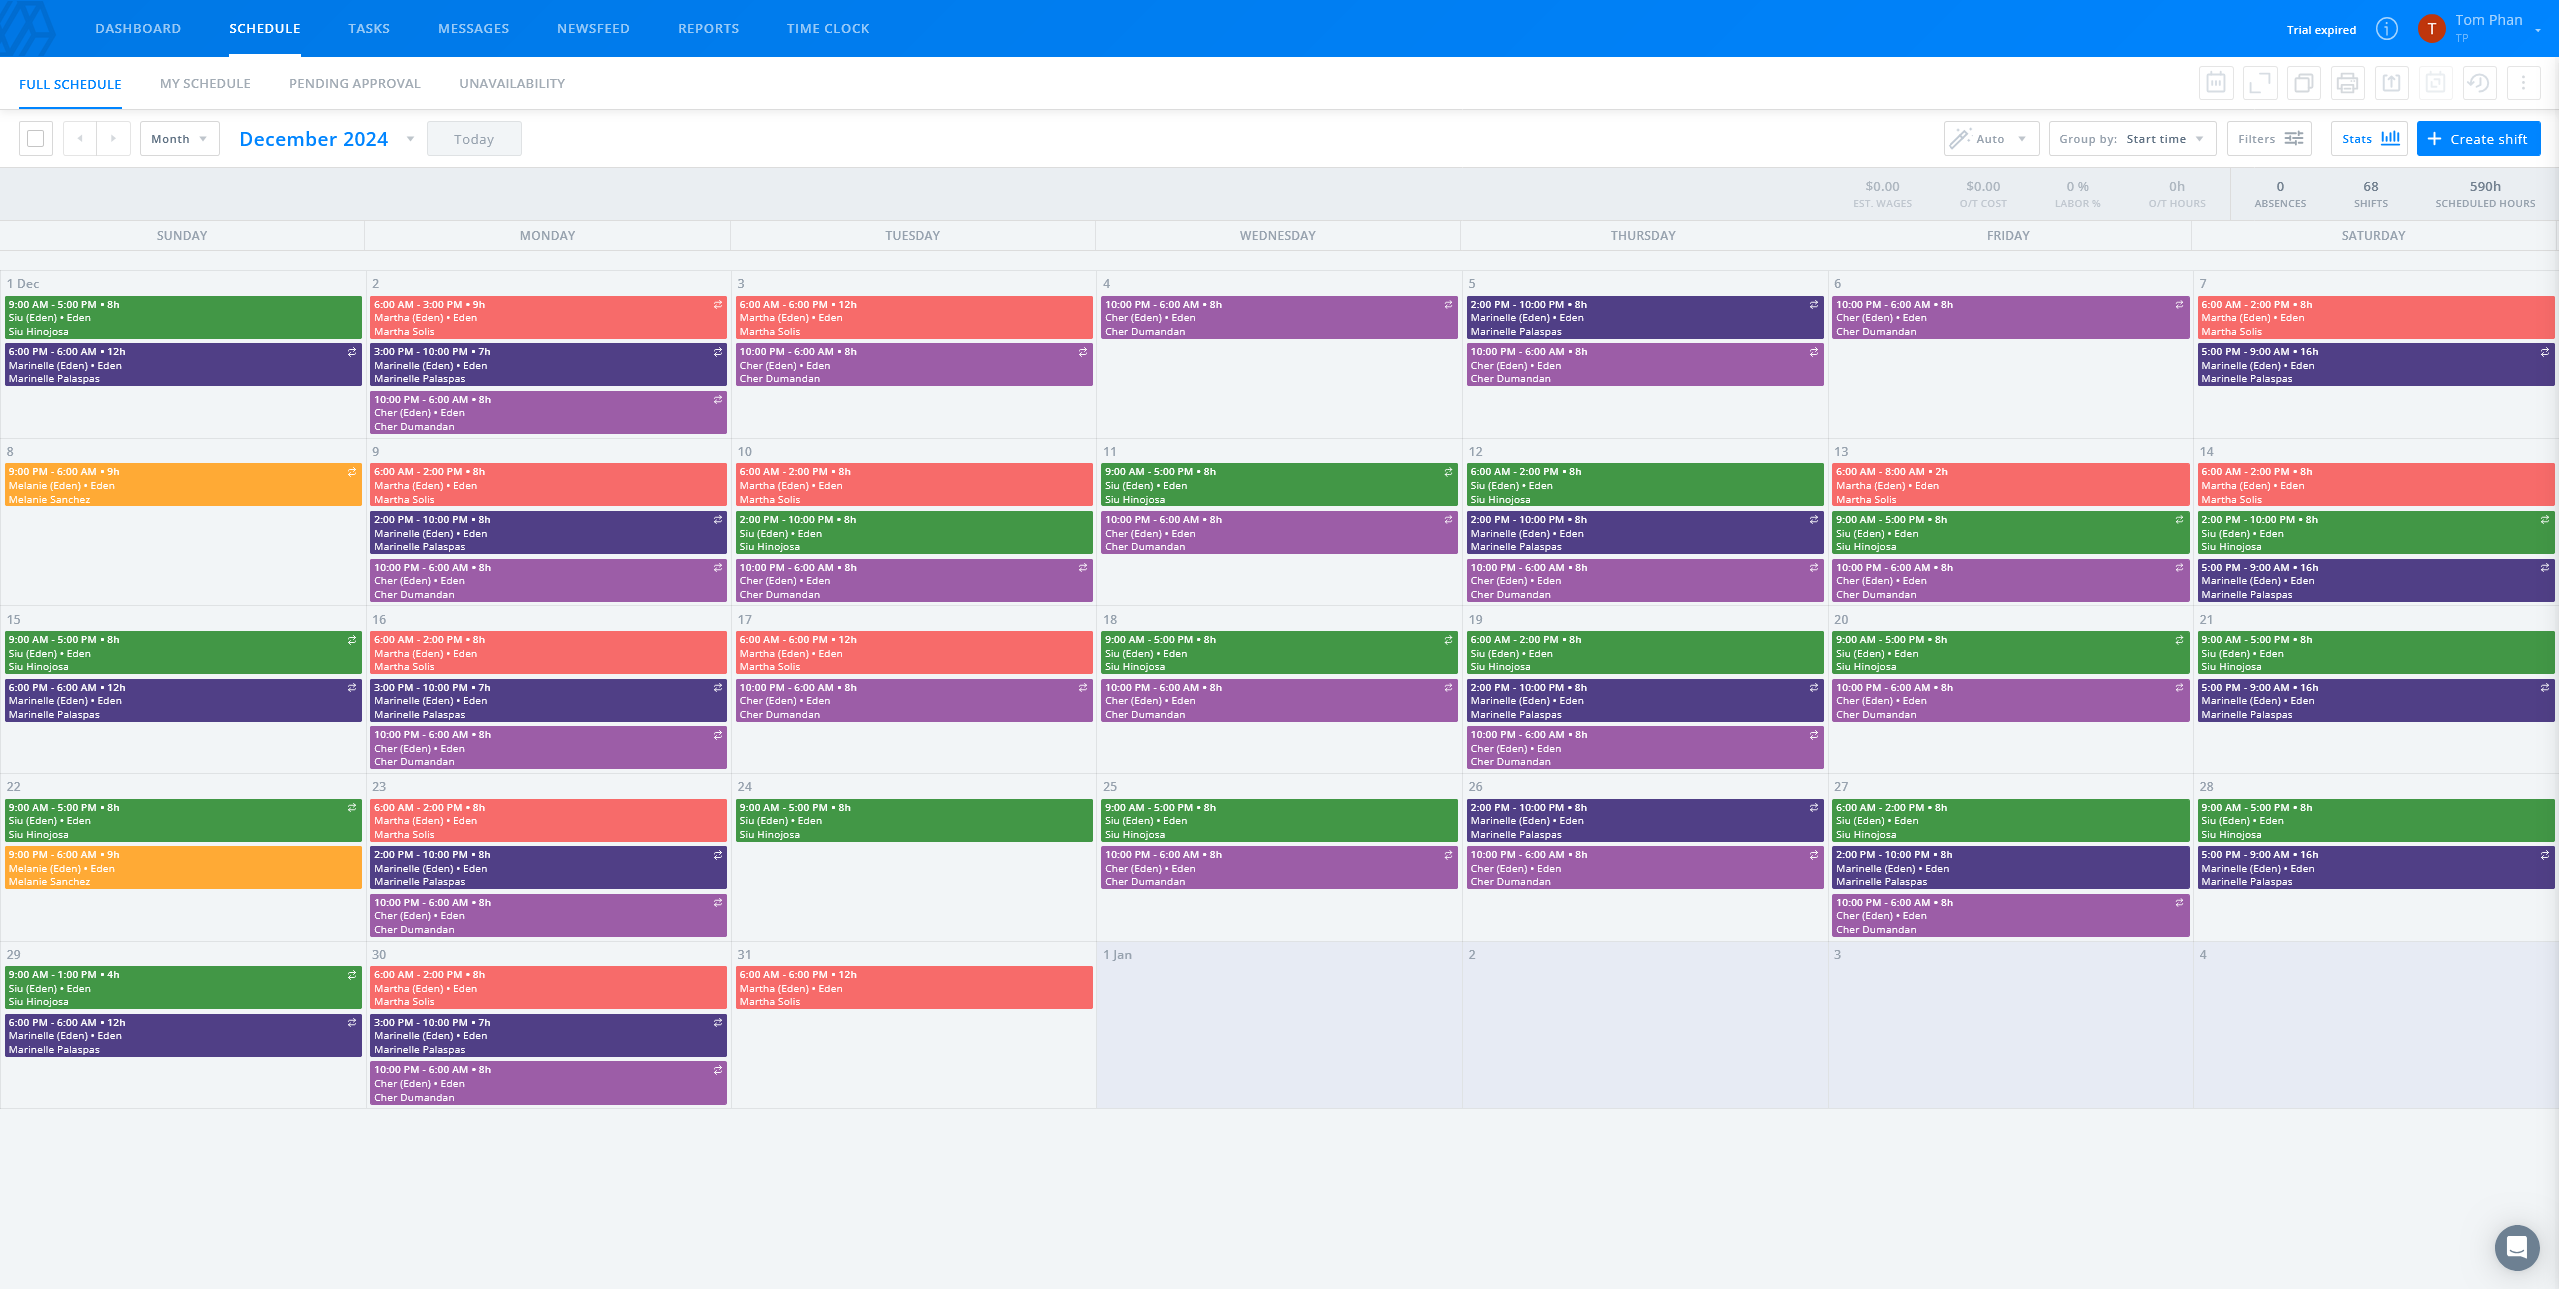 DASHBOARD SCHEDULE TASKS MESSAGES NEWSFEED REPORTS TIME CLOCK Trial expired T Tom Phan
TP
FULL SCHEDULE MY SCHEDULE PENDING APPROVAL UNAVAILABILITY
Month December 2024 Today Auto Group by: Start time Filters Stats + Create shift
$0.00 $0.00 0 % 0h 0 68 590h
EST. WAGES O/T COST LABOR % O/T HOURS ABSENCES SHIFTS SCHEDULED HOURS
SUNDAY MONDAY TUESDAY WEDNESDAY THURSDAY FRIDAY SATURDAY
1 Dec
9:00 AM - 5:00 PM • 8h
Siu (Eden) • Eden
Siu Hinojosa
6:00 PM - 6:00 AM • 12h
Marinelle (Eden) • Eden
Marinelle Palaspas
2
6:00 AM - 3:00 PM • 9h
Martha (Eden) • Eden
Martha Solis
3:00 PM - 10:00 PM • 7h
Marinelle (Eden) • Eden
Marinelle Palaspas
10:00 PM - 6:00 AM • 8h
Cher (Eden) • Eden
Cher Dumandan
3
6:00 AM - 6:00 PM • 12h
Martha (Eden) • Eden
Martha Solis
10:00 PM - 6:00 AM • 8h
Cher (Eden) • Eden
Cher Dumandan
4
10:00 PM - 6:00 AM • 8h
Cher (Eden) • Eden
Cher Dumandan
5
2:00 PM - 10:00 PM • 8h
Marinelle (Eden) • Eden
Marinelle Palaspas
10:00 PM - 6:00 AM • 8h
Cher (Eden) • Eden
Cher Dumandan
6
10:00 PM - 6:00 AM • 8h
Cher (Eden) • Eden
Cher Dumandan
7
6:00 AM - 2:00 PM • 8h
Martha (Eden) • Eden
Martha Solis
5:00 PM - 9:00 AM • 16h
Marinelle (Eden) • Eden
Marinelle Palaspas
8
9:00 PM - 6:00 AM • 9h
Melanie (Eden) • Eden
Melanie Sanchez
9
6:00 AM - 2:00 PM • 8h
Martha (Eden) • Eden
Martha Solis
2:00 PM - 10:00 PM • 8h
Marinelle (Eden) • Eden
Marinelle Palaspas
10:00 PM - 6:00 AM • 8h
Cher (Eden) • Eden
Cher Dumandan
10
6:00 AM - 2:00 PM • 8h
Martha (Eden) • Eden
Martha Solis
2:00 PM - 10:00 PM • 8h
Siu (Eden) • Eden
Siu Hinojosa
10:00 PM - 6:00 AM • 8h
Cher (Eden) • Eden
Cher Dumandan
11
9:00 AM - 5:00 PM • 8h
Siu (Eden) • Eden
Siu Hinojosa
10:00 PM - 6:00 AM • 8h
Cher (Eden) • Eden
Cher Dumandan
12
6:00 AM - 2:00 PM • 8h
Siu (Eden) • Eden
Siu Hinojosa
2:00 PM - 10:00 PM • 8h
Marinelle (Eden) • Eden
Marinelle Palaspas
10:00 PM - 6:00 AM • 8h
Cher (Eden) • Eden
Cher Dumandan
13
6:00 AM - 8:00 AM • 2h
Martha (Eden) • Eden
Martha Solis
9:00 AM - 5:00 PM • 8h
Siu (Eden) • Eden
Siu Hinojosa
10:00 PM - 6:00 AM • 8h
Cher (Eden) • Eden
Cher Dumandan
14
6:00 AM - 2:00 PM • 8h
Martha (Eden) • Eden
Martha Solis
2:00 PM - 10:00 PM • 8h
Siu (Eden) • Eden
Siu Hinojosa
5:00 PM - 9:00 AM • 16h
Marinelle (Eden) • Eden
Marinelle Palaspas
15
9:00 AM - 5:00 PM • 8h
Siu (Eden) • Eden
Siu Hinojosa
6:00 PM - 6:00 AM • 12h
Marinelle (Eden) • Eden
Marinelle Palaspas
16
6:00 AM - 2:00 PM • 8h
Martha (Eden) • Eden
Martha Solis
3:00 PM - 10:00 PM • 7h
Marinelle (Eden) • Eden
Marinelle Palaspas
10:00 PM - 6:00 AM • 8h
Cher (Eden) • Eden
Cher Dumandan
17
6:00 AM - 6:00 PM • 12h
Martha (Eden) • Eden
Martha Solis
10:00 PM - 6:00 AM • 8h
Cher (Eden) • Eden
Cher Dumandan
18
9:00 AM - 5:00 PM • 8h
Siu (Eden) • Eden
Siu Hinojosa
10:00 PM - 6:00 AM • 8h
Cher (Eden) • Eden
Cher Dumandan
19
6:00 AM - 2:00 PM • 8h
Siu (Eden) • Eden
Siu Hinojosa
2:00 PM - 10:00 PM • 8h
Marinelle (Eden) • Eden
Marinelle Palaspas
10:00 PM - 6:00 AM • 8h
Cher (Eden) • Eden
Cher Dumandan
20
9:00 AM - 5:00 PM • 8h
Siu (Eden) • Eden
Siu Hinojosa
10:00 PM - 6:00 AM • 8h
Cher (Eden) • Eden
Cher Dumandan
21
9:00 AM - 5:00 PM • 8h
Siu (Eden) • Eden
Siu Hinojosa
5:00 PM - 9:00 AM • 16h
Marinelle (Eden) • Eden
Marinelle Palaspas
22
9:00 AM - 5:00 PM • 8h
Siu (Eden) • Eden
Siu Hinojosa
9:00 PM - 6:00 AM • 9h
Melanie (Eden) • Eden
Melanie Sanchez
23
6:00 AM - 2:00 PM • 8h
Martha (Eden) • Eden
Martha Solis
2:00 PM - 10:00 PM • 8h
Marinelle (Eden) • Eden
Marinelle Palaspas
10:00 PM - 6:00 AM • 8h
Cher (Eden) • Eden
Cher Dumandan
24
9:00 AM - 5:00 PM • 8h
Siu (Eden) • Eden
Siu Hinojosa
25
9:00 AM - 5:00 PM • 8h
Siu (Eden) • Eden
Siu Hinojosa
10:00 PM - 6:00 AM • 8h
Cher (Eden) • Eden
Cher Dumandan
26
2:00 PM - 10:00 PM • 8h
Marinelle (Eden) • Eden
Marinelle Palaspas
10:00 PM - 6:00 AM • 8h
Cher (Eden) • Eden
Cher Dumandan
27
6:00 AM - 2:00 PM • 8h
Siu (Eden) • Eden
Siu Hinojosa
2:00 PM - 10:00 PM • 8h
Marinelle (Eden) • Eden
Marinelle Palaspas
10:00 PM - 6:00 AM • 8h
Cher (Eden) • Eden
Cher Dumandan
28
9:00 AM - 5:00 PM • 8h
Siu (Eden) • Eden
Siu Hinojosa
5:00 PM - 9:00 AM • 16h
Marinelle (Eden) • Eden
Marinelle Palaspas
29
9:00 AM - 1:00 PM • 4h
Siu (Eden) • Eden
Siu Hinojosa
6:00 PM - 6:00 AM • 12h
Marinelle (Eden) • Eden
Marinelle Palaspas
30
6:00 AM - 2:00 PM • 8h
Martha (Eden) • Eden
Martha Solis
3:00 PM - 10:00 PM • 7h
Marinelle (Eden) • Eden
Marinelle Palaspas
10:00 PM - 6:00 AM • 8h
Cher (Eden) • Eden
Cher Dumandan
31
6:00 AM - 6:00 PM • 12h
Martha (Eden) • Eden
Martha Solis
1 Jan
2
3
4